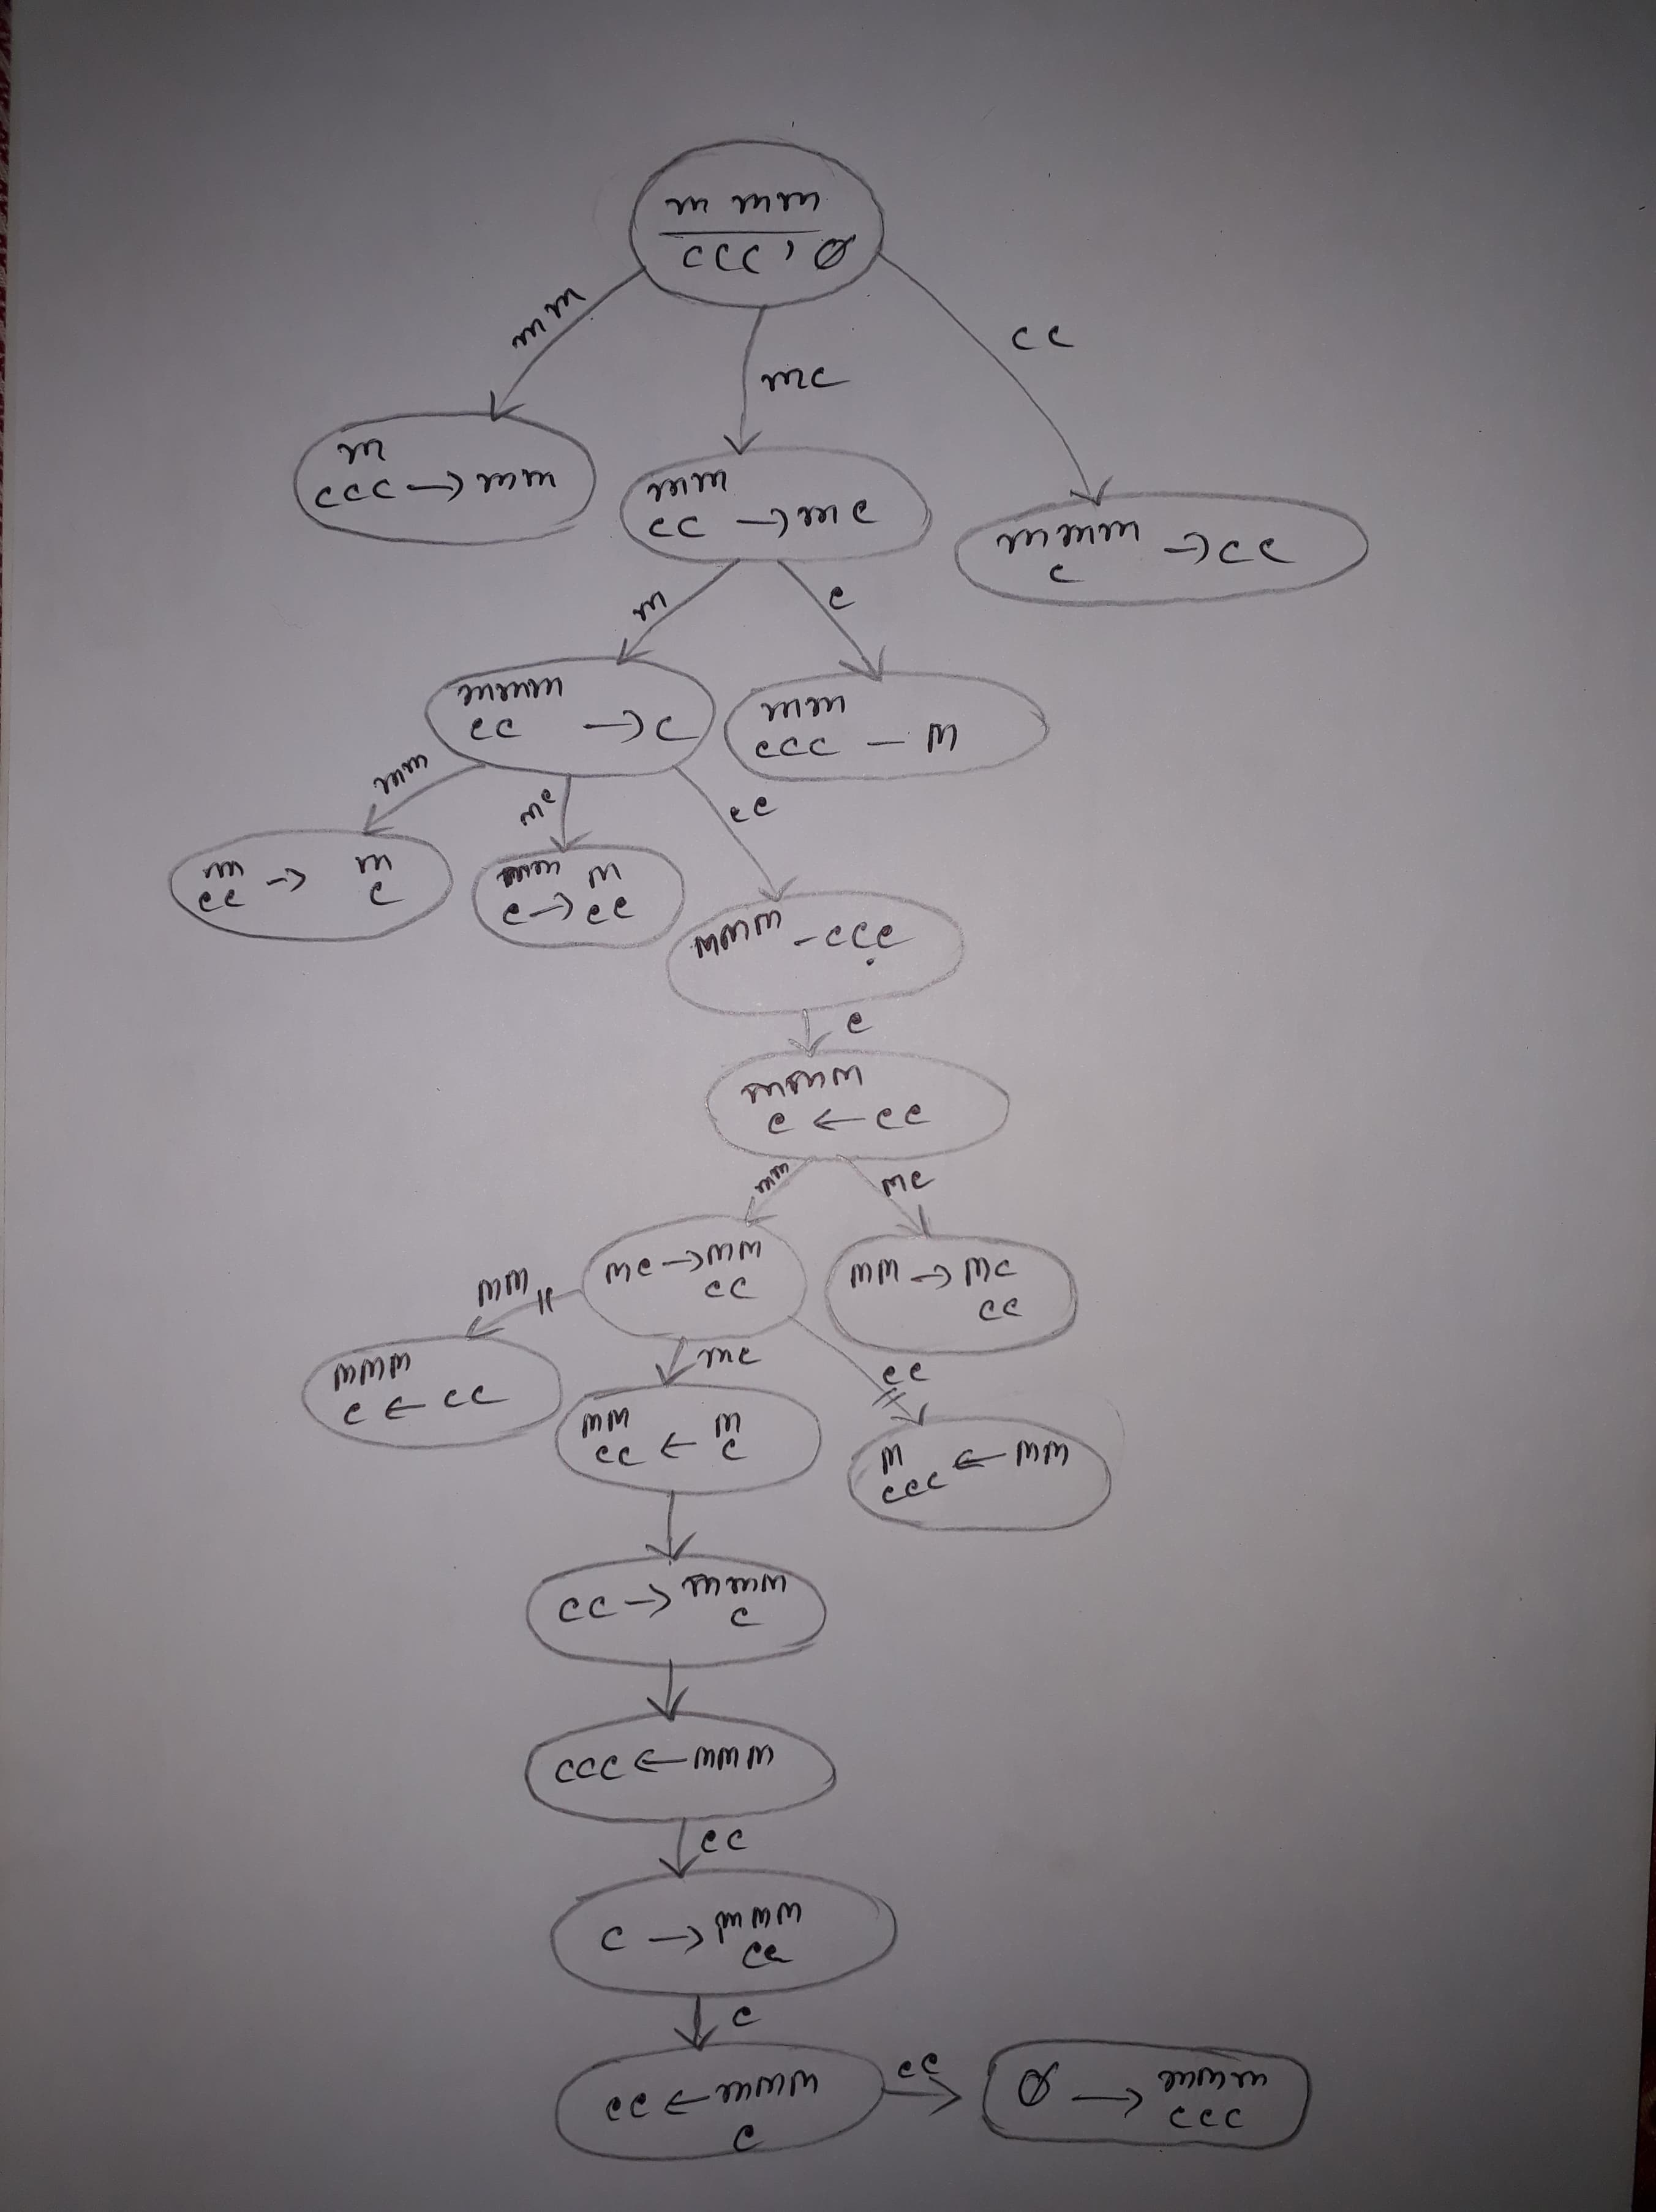 m mm
ccc, Ø
mm
mc
cc
m
ccc → mm
mm
cc → mc
mmm → cc
c
m
c
mmm
cc → c
mm
ccc — m
mm
mc
cc
m → m
cc c
mm m
c → cc
mmm - ccc
c
mmm
c ← cc
mm
mc
mc → mm
cc
mm → mc
cc
mm
mc
cc
mmm
c ← cc
mm m
cc ← c
m ← mm
ccc
cc → mmm
c
ccc ← mmm
cc
c → mmm
cc
c
cc ← mmm
c
cc
Ø → mmm
ccc